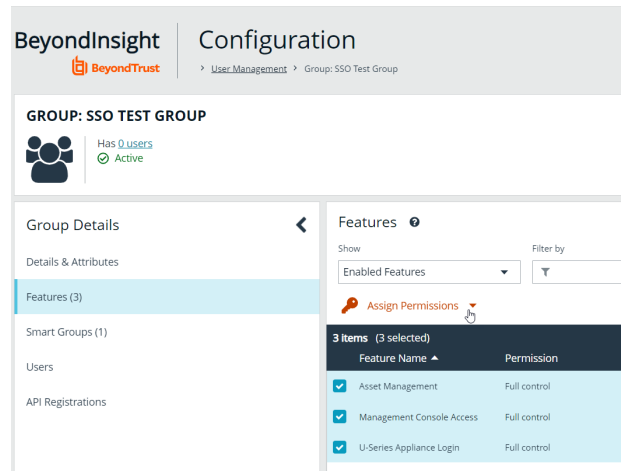 BeyondInsight
BeyondTrust
Configuration
> User Management > Group: SSO Test Group
GROUP: SSO TEST GROUP
Has 0 users
Active
Group Details
Details & Attributes
Features (3)
Smart Groups (1)
Users
API Registrations
Features
Show
Filter by
Enabled Features
Assign Permissions
3 items (3 selected)
Feature Name Permission
Asset Management Full control
Management Console Access Full control
U-Series Appliance Login Full control